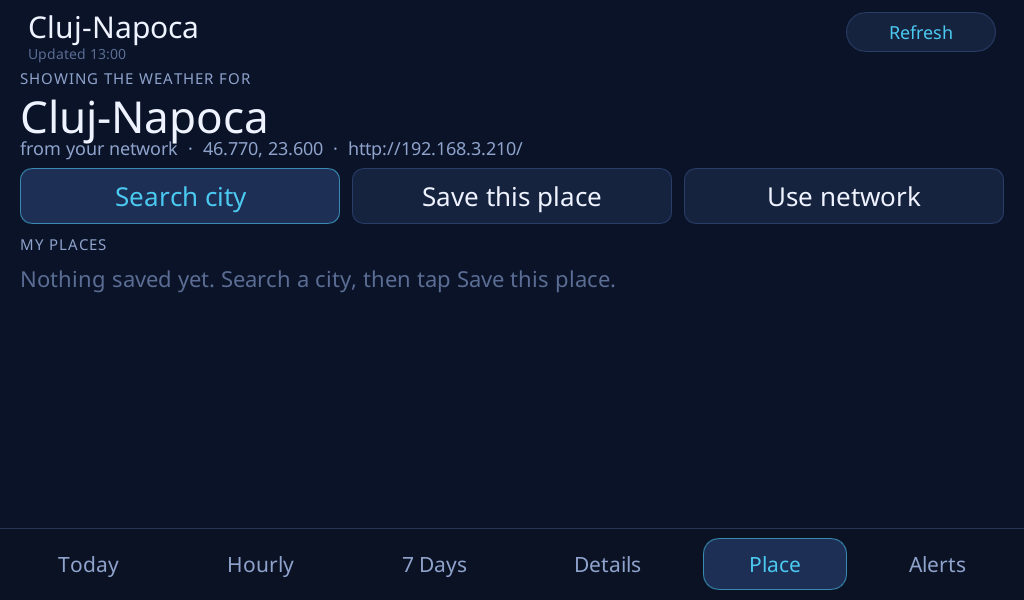 Cluj-Napoca
Updated 13:00
Refresh
SHOWING THE WEATHER FOR
Cluj-Napoca
from your network · 46.770, 23.600 · http://192.168.3.210/
Search city
Save this place
Use network
MY PLACES
Nothing saved yet. Search a city, then tap Save this place.
Today
Hourly
7 Days
Details
Place
Alerts